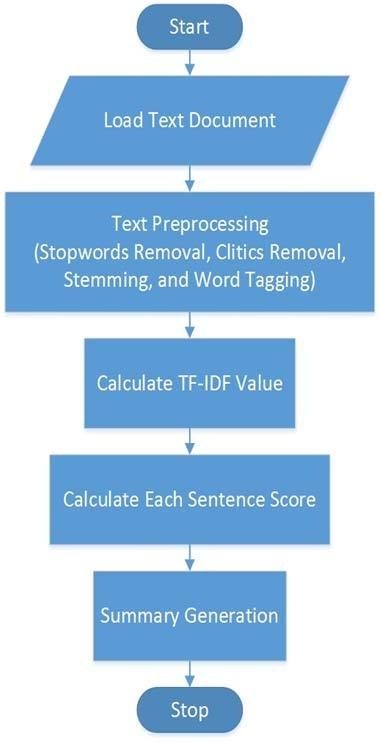 Start
Load Text Document
Text Preprocessing
(Stopwords Removal, Clitics Removal,
Stemming, and Word Tagging)
Calculate TF-IDF Value
Calculate Each Sentence Score
Summary Generation
Stop